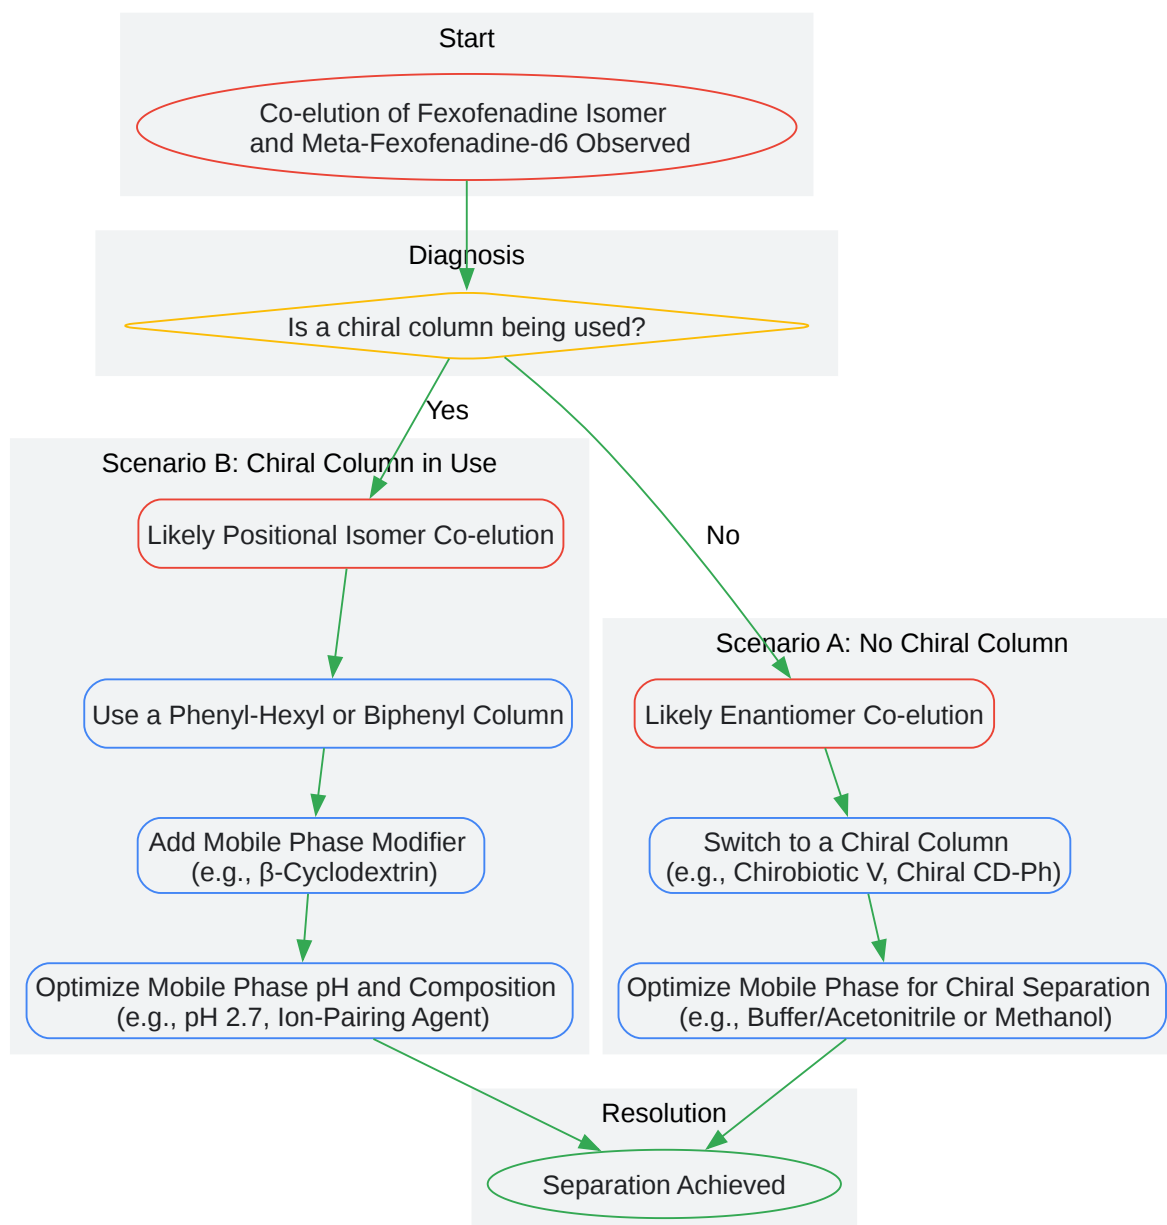 Start
Co-elution of Fexofenadine Isomer
and Meta-Fexofenadine-d6 Observed
Diagnosis
Is a chiral column being used?
Yes
No
Scenario B: Chiral Column in Use
Likely Positional Isomer Co-elution
Use a Phenyl-Hexyl or Biphenyl Column
Add Mobile Phase Modifier
(e.g., β-Cyclodextrin)
Optimize Mobile Phase pH and Composition
(e.g., pH 2.7, Ion-Pairing Agent)
Scenario A: No Chiral Column
Likely Enantiomer Co-elution
Switch to a Chiral Column
(e.g., Chirobiotic V, Chiral CD-Ph)
Optimize Mobile Phase for Chiral Separation
(e.g., Buffer/Acetonitrile or Methanol)
Resolution
Separation Achieved